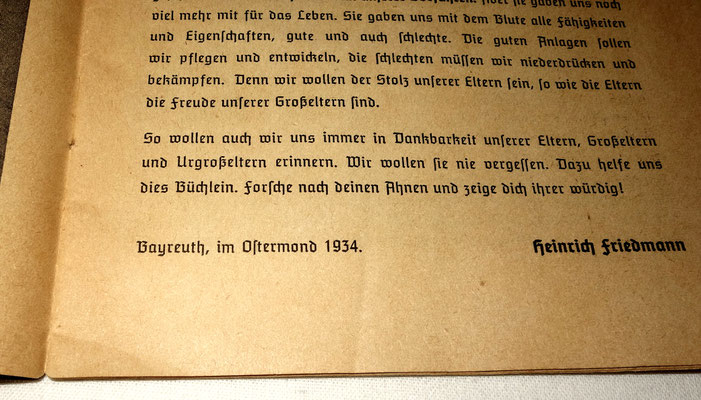 viel mehr mit für das Leben. Sie gaben uns mit dem Blute alle Fähigkeiten
und Eigenschaften, gute und auch schlechte. Die guten Anlagen sollen
wir pflegen und entwickeln, die schlechten müssen wir niederdrücken und
bekämpfen. Denn wir wollen der Stolz unserer Eltern sein, so wie die Eltern
die Freude unserer Großeltern sind.
So wollen auch wir uns immer in Dankbarkeit unserer Eltern, Großeltern
und Urgroßeltern erinnern. Wir wollen sie nie vergessen. Dazu helfe uns
dies Büchlein. Forsche nach deinen Ahnen und zeige dich ihrer würdig!
Bayreuth, im Ostermond 1934.
Heinrich Friedmann